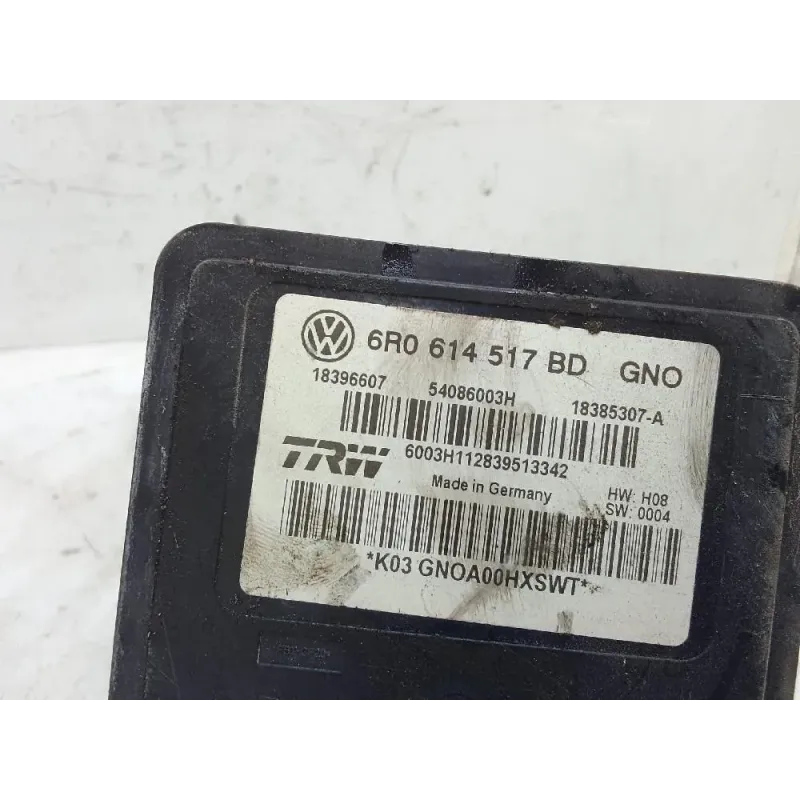 6R0 614 517 BD GNO
18396607 54086003H 18385307-A
TRW 6003H112839513342
Made in Germany HW: H08
SW: 0004
*K03 GNOA00HXSWT*